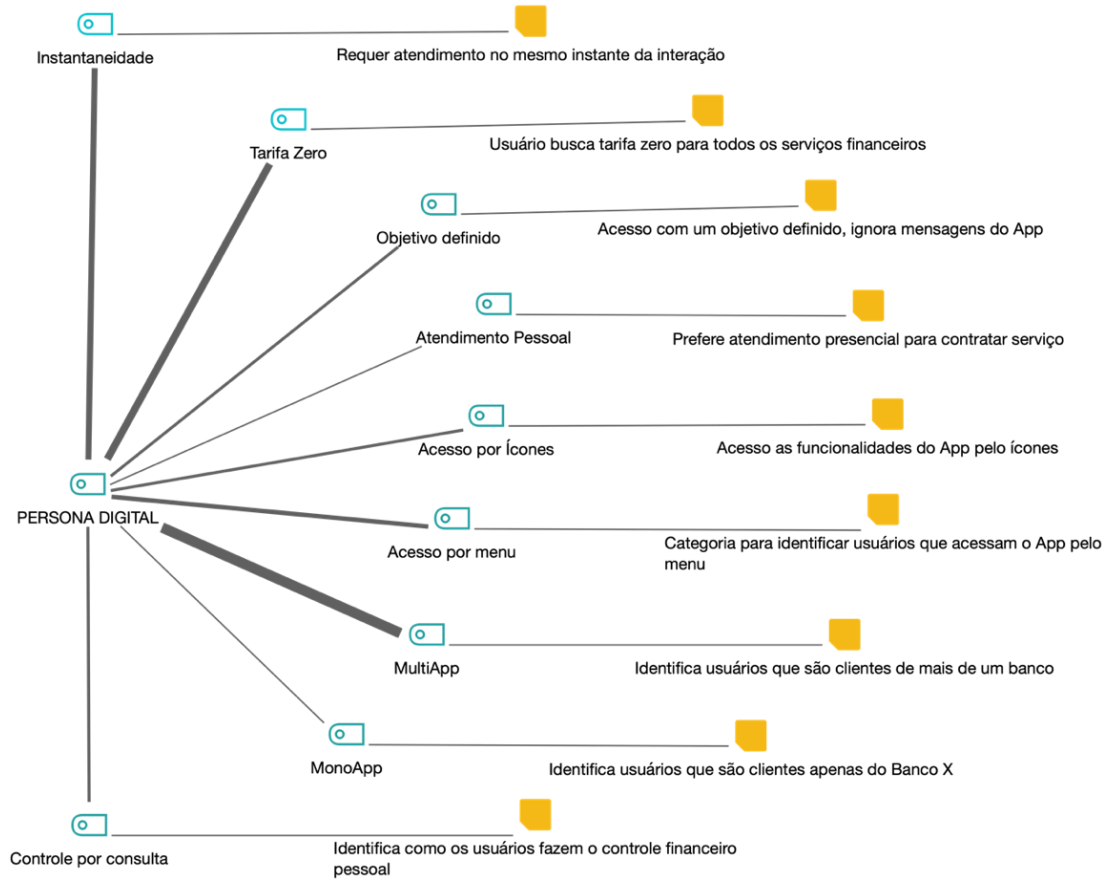 Instantaneidade
Requer atendimento no mesmo instante da interação
Tarifa Zero
Usuário busca tarifa zero para todos os serviços financeiros
Objetivo definido
Acesso com um objetivo definido, ignora mensagens do App
Atendimento Pessoal
Prefere atendimento presencial para contratar serviço
Acesso por Ícones
Acesso as funcionalidades do App pelo ícones
PERSONA DIGITAL
Acesso por menu
Categoria para identificar usuários que acessam o App pelo
menu
MultiApp
Identifica usuários que são clientes de mais de um banco
MonoApp
Identifica usuários que são clientes apenas do Banco X
Controle por consulta
Identifica como os usuários fazem o controle financeiro
pessoal